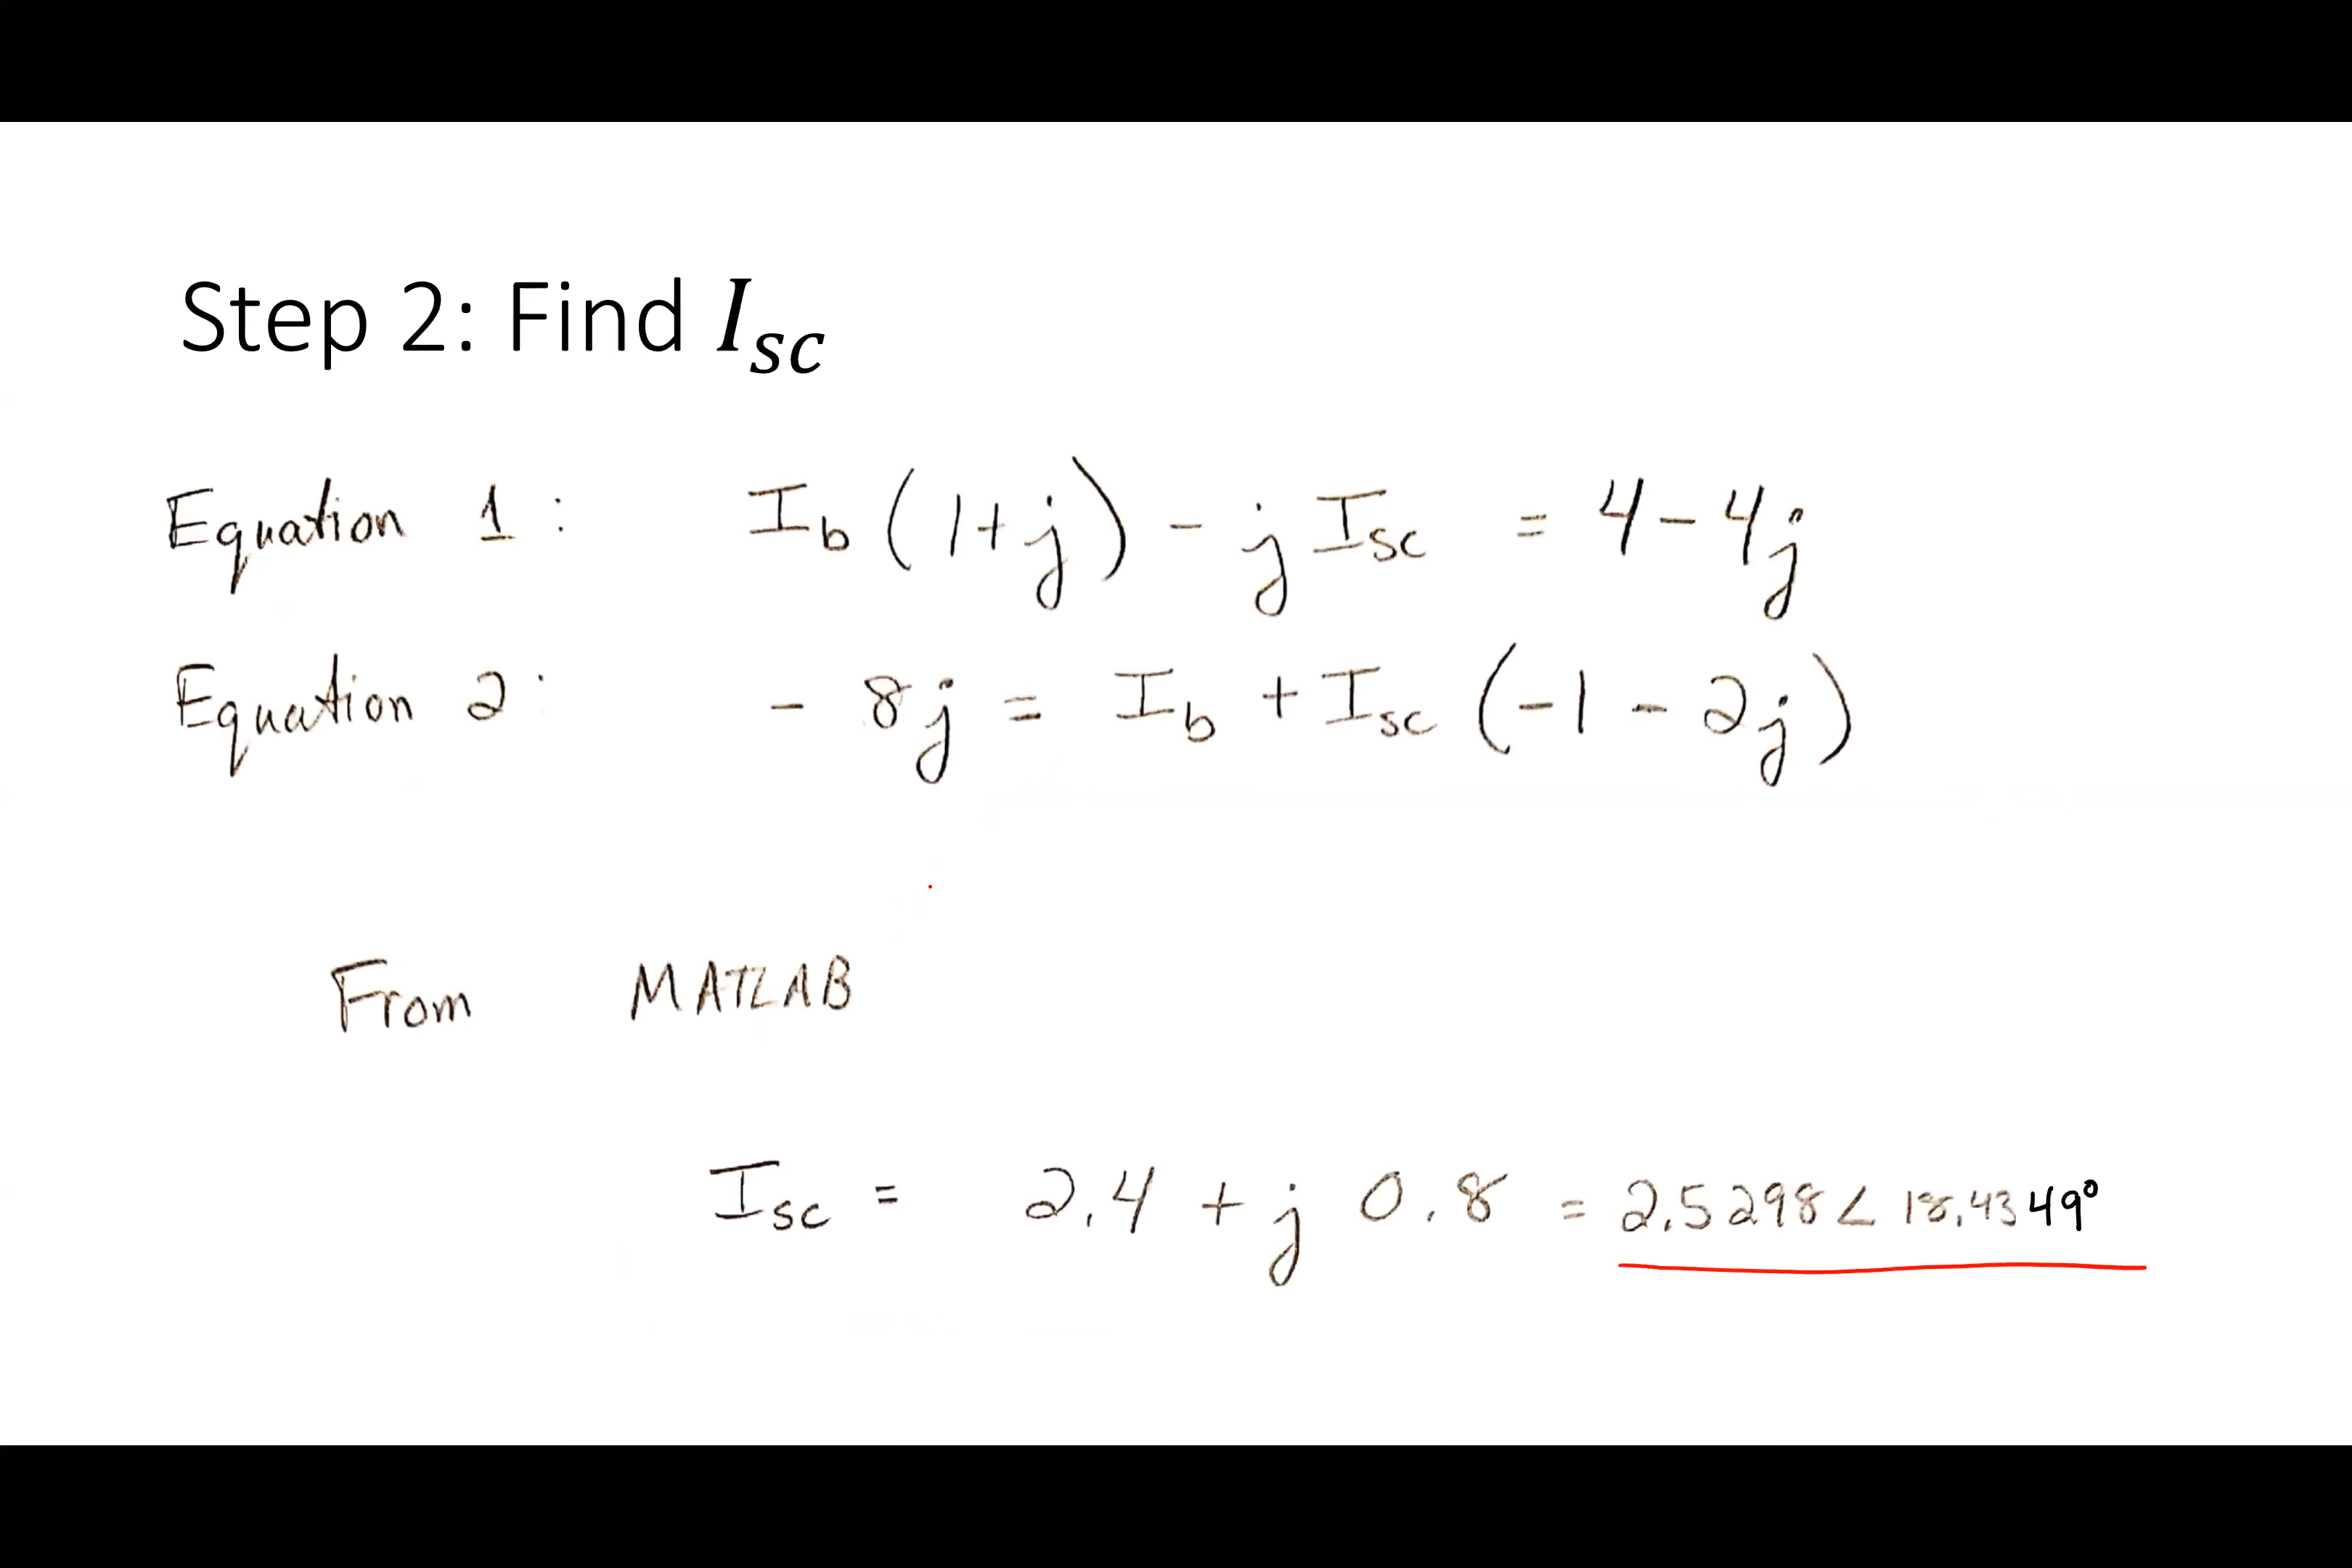 Step 2: Find I_sc
Equation 1: I_b (1+j) - j I_sc = 4 - 4j
Equation 2: - 8j = I_b + I_sc (-1 - 2j)
From MATLAB
I_sc = 2.4 + j 0.8 = 2.5298 ∠ 18.4349°